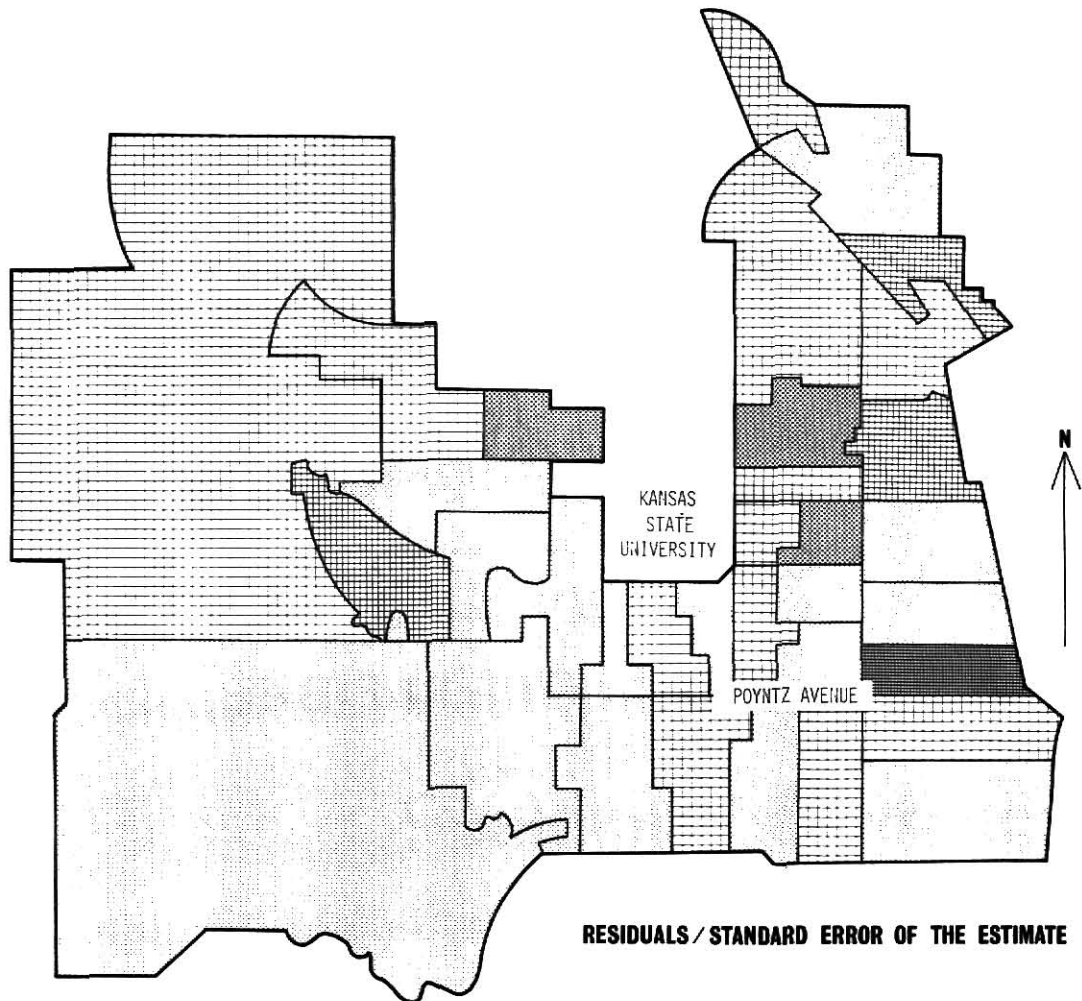 N
KANSAS
STATE
UNIVERSITY
POYNTZ AVENUE
RESIDUALS/STANDARD ERROR OF THE ESTIMATE